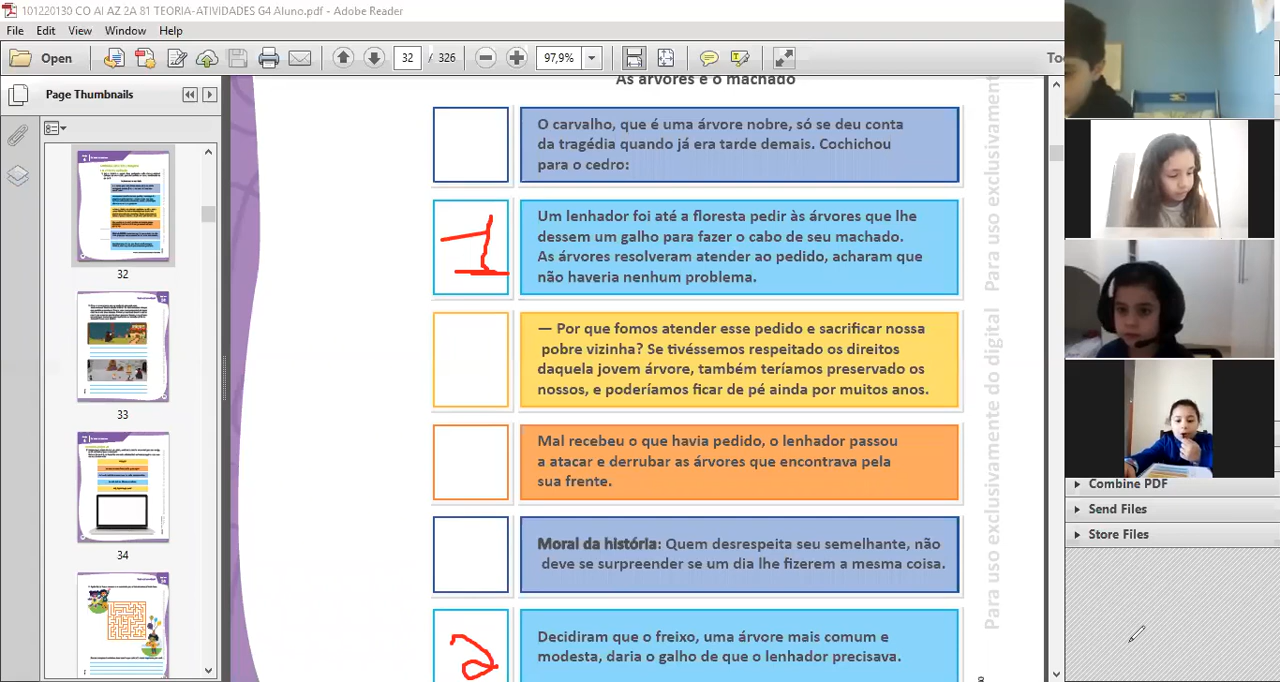 101220130 CO AI AZ 2A 81 TEORIA-ATIVIDADES G4 Aluno.pdf - Adobe Reader
File Edit View Window Help
Open 32 / 326 97,9%
Page Thumbnails
32
33
34
As árvores e o machado
O carvalho, que é uma árvore nobre, só se deu conta
da tragédia quando já era tarde demais. Cochichou
para o cedro:
1
Um lenhador foi até a floresta pedir às árvores que lhe
dessem um galho para fazer o cabo de seu machado.
As árvores resolveram atender ao pedido, acharam que
não haveria nenhum problema.
— Por que fomos atender esse pedido e sacrificar nossa
pobre vizinha? Se tivéssemos respeitado os direitos
daquela jovem árvore, também teríamos preservado os
nossos, e poderíamos ficar de pé ainda por muitos anos.
Mal recebeu o que havia pedido, o lenhador passou
a atacar e derrubar as árvores que encontrava pela
sua frente.
Moral da história: Quem desrespeita seu semelhante, não
deve se surpreender se um dia lhe fizerem a mesma coisa.
2
Decidiram que o freixo, uma árvore mais comum e
modesta, daria o galho de que o lenhador precisava.
Para uso exclusivamente do digital Para uso exclusivament
Combine PDF
Send Files
Store Files